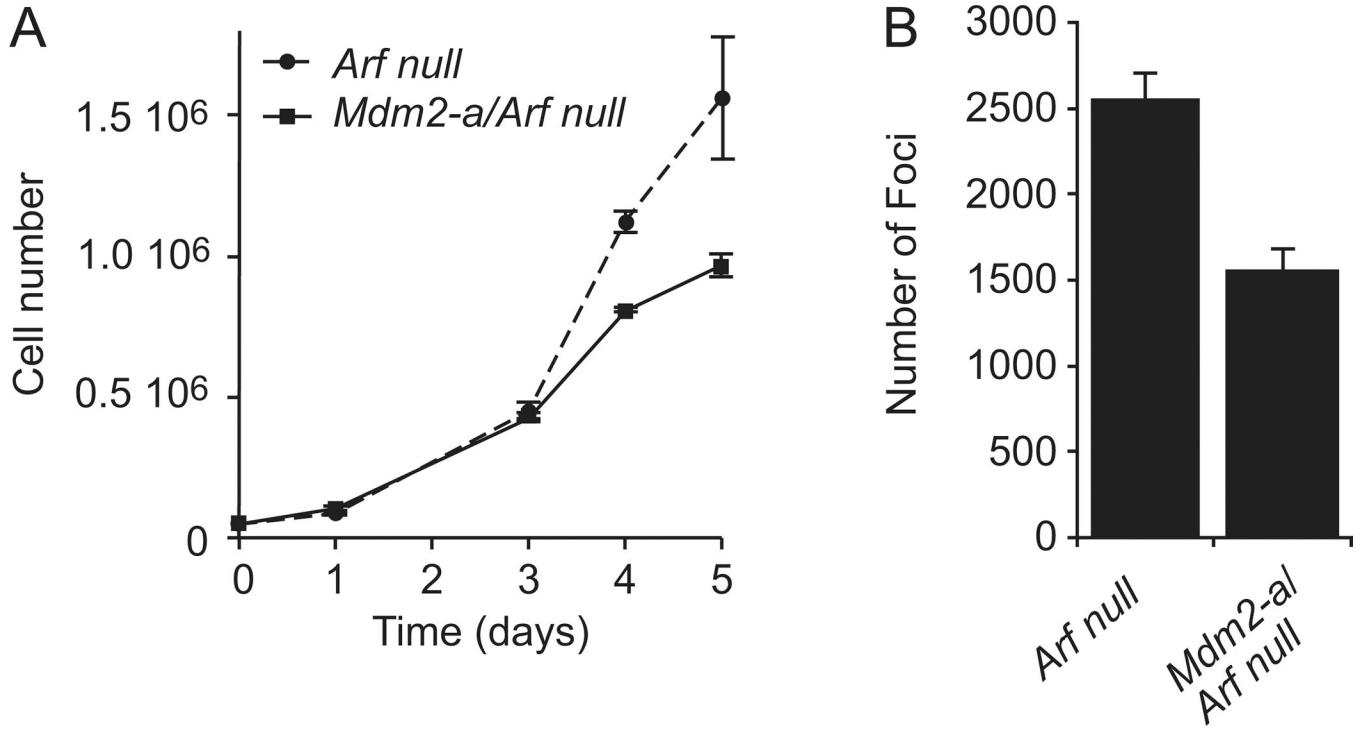 A
Arf null
Mdm2-a/Arf null
1.5 10⁶
1.0 10⁶
0.5 10⁶
0
Cell number
0 1 2 3 4 5
Time (days)
B
3000
2500
2000
1500
1000
500
0
Number of Foci
Arf null
Mdm2-a/
Arf null